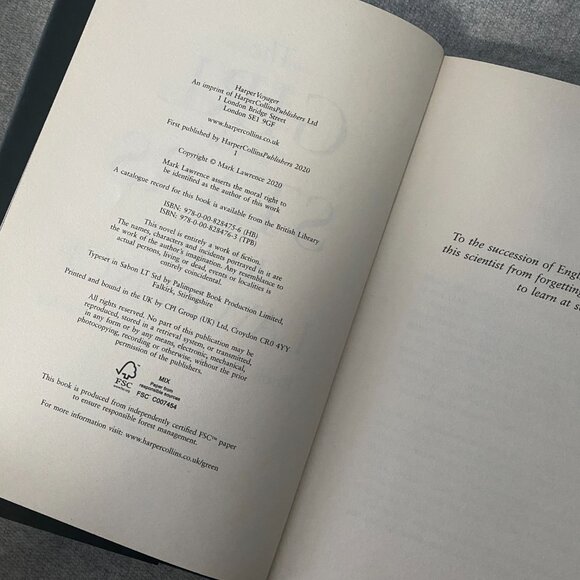 HarperVoyager
An imprint of HarperCollinsPublishers Ltd
1 London Bridge Street
London SE1 9GF
www.harpercollins.co.uk
First published by HarperCollinsPublishers 2020
1
Copyright © Mark Lawrence 2020
Mark Lawrence asserts the moral right to
be identified as the author of this work
A catalogue record for this book is available from the British Library
ISBN: 978-0-00-828475-6 (HB)
ISBN: 978-0-00-828476-3 (TPB)
This novel is entirely a work of fiction.
The names, characters and incidents portrayed in it are
the work of the author's imagination. Any resemblance to
actual persons, living or dead, events or localities is
entirely coincidental.
Typeset in Sabon LT Std by Palimpsest Book Production Limited,
Falkirk, Stirlingshire
Printed and bound in the UK by CPI Group (UK) Ltd, Croydon CR0 4YY
All rights reserved. No part of this publication may be
reproduced, stored in a retrieval system, or transmitted,
in any form or by any means, electronic, mechanical,
photocopying, recording or otherwise, without the prior
permission of the publishers.
FSC
MIX
Paper from
responsible sources
FSC C007454
This book is produced from independently certified FSC™ paper
to ensure responsible forest management.
For more information visit: www.harpercollins.co.uk/green
To the succession of Engl
this scientist from forgetting
to learn at s